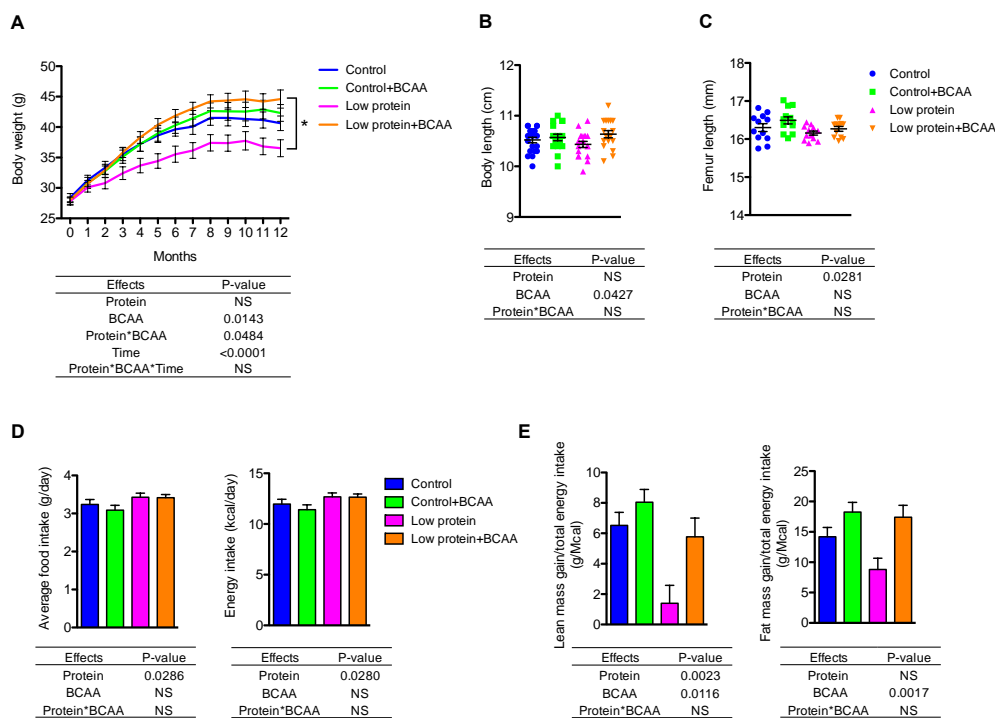 A
Body weight (g)
50
45
40
35
30
25
0 1 2 3 4 5 6 7 8 9 10 11 12
Months
Control
Control+BCAA
Low protein
Low protein+BCAA
*
Effects P-value
Protein NS
BCAA 0.0143
Protein*BCAA 0.0484
Time <0.0001
Protein*BCAA*Time NS
B
Body length (cm)
12
11
10
9
Effects P-value
Protein NS
BCAA 0.0427
Protein*BCAA NS
C
Femur length (mm)
18
17
16
15
14
Control
Control+BCAA
Low protein
Low protein+BCAA
Effects P-value
Protein 0.0281
BCAA NS
Protein*BCAA NS
D
Average food intake (g/day)
4
3
2
1
0
Effects P-value
Protein 0.0286
BCAA NS
Protein*BCAA NS
Energy intake (kcal/day)
15
10
5
0
Control
Control+BCAA
Low protein
Low protein+BCAA
Effects P-value
Protein 0.0280
BCAA NS
Protein*BCAA NS
E
Lean mass gain/total energy intake
(g/Mcal)
10
8
6
4
2
0
Effects P-value
Protein 0.0023
BCAA 0.0116
Protein*BCAA NS
Fat mass gain/total energy intake
(g/Mcal)
25
20
15
10
5
0
Effects P-value
Protein NS
BCAA 0.0017
Protein*BCAA NS